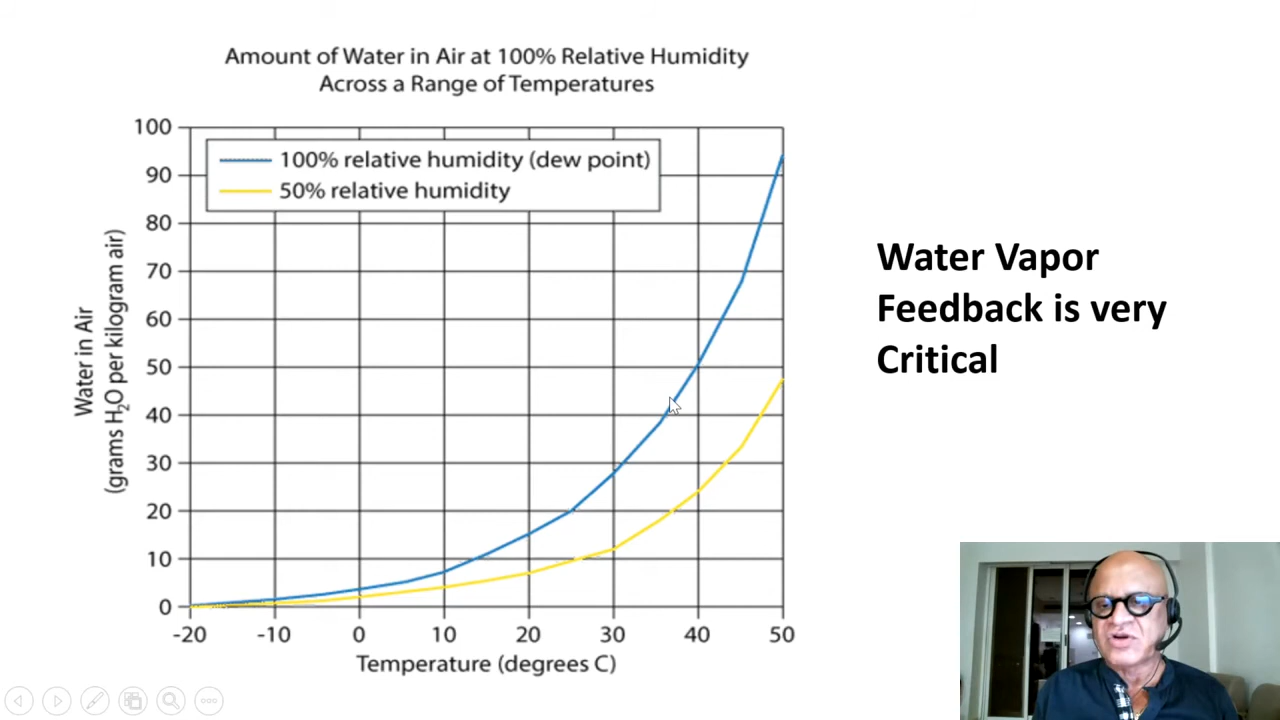 Amount of Water in Air at 100% Relative Humidity
Across a Range of Temperatures
100% relative humidity (dew point)
50% relative humidity
100
90
80
70
60
50
40
30
20
10
0
Water in Air
(grams H₂O per kilogram air)
-20 -10 0 10 20 30 40 50
Temperature (degrees C)
Water Vapor
Feedback is very
Critical